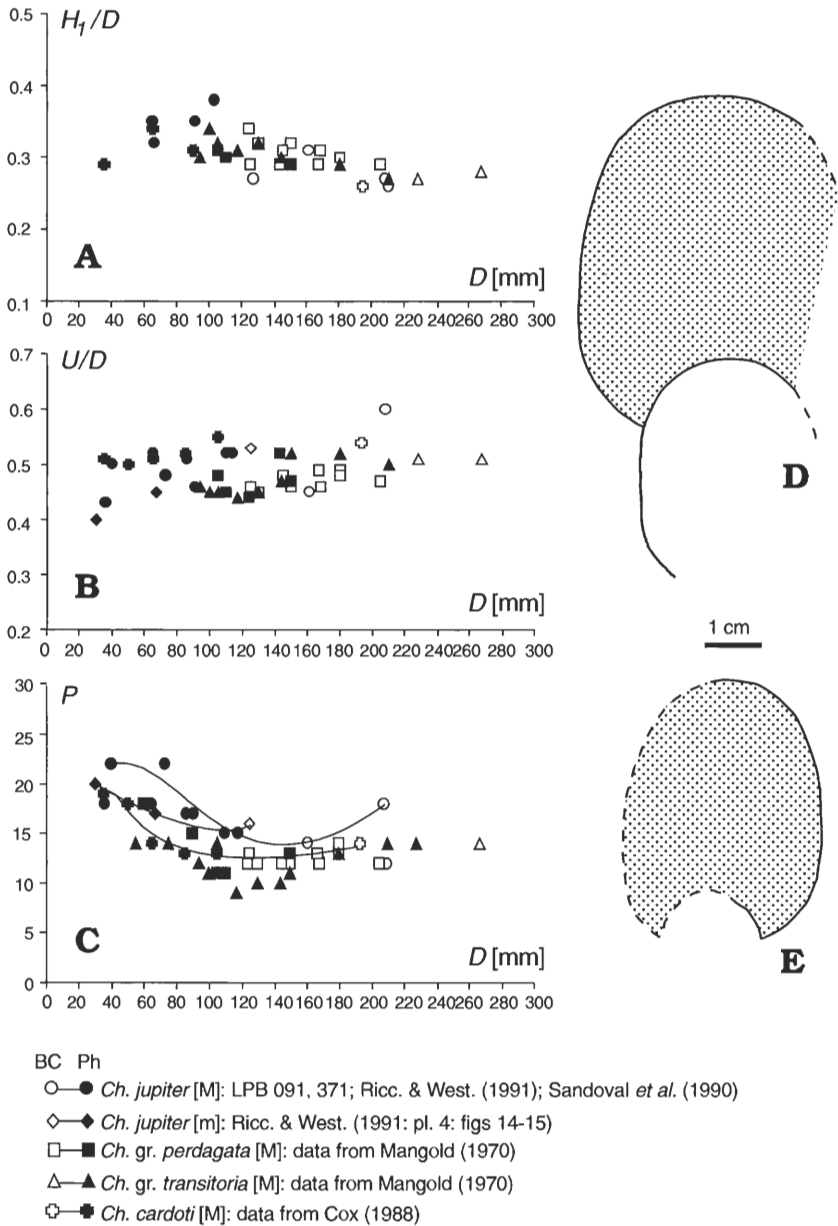 H1/D
0.5
0.4
0.3
0.2
0.1
A
D [mm]
0 20 40 60 80 100 120 140 160 180 200 220 240260 280 300
U/D
0.7
0.6
0.5
0.4
0.3
0.2
B
D [mm]
0 20 40 60 80 100 120 140 160 180 200 220 240260 280 300
P
30
25
20
15
10
5
0
C
D [mm]
0 20 40 60 80 100 120 140 160 180 200 220 240260 280 300
D
1 cm
E
BC Ph
Ch. jupiter [M]: LPB 091, 371; Ricc. & West. (1991); Sandoval et al. (1990)
Ch. jupiter [m]: Ricc. & West. (1991: pl. 4: figs 14-15)
Ch. gr. perdagata [M]: data from Mangold (1970)
Ch. gr. transitoria [M]: data from Mangold (1970)
Ch. cardoti [M]: data from Cox (1988)